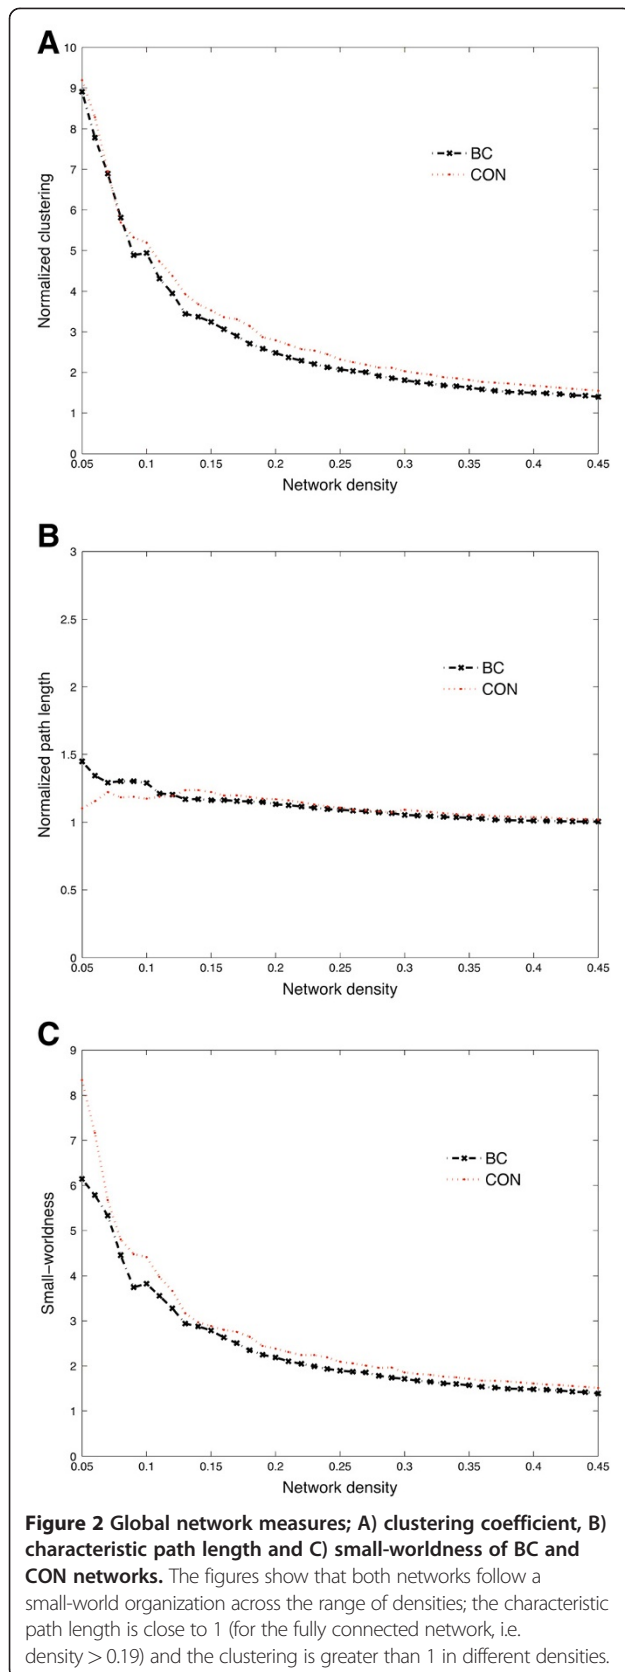 A
10
9
8
7
6
5
4
3
2
1
0
Normalized clustering
BC
CON
0.05 0.1 0.15 0.2 0.25 0.3 0.35 0.4 0.45
Network density
B
3
2.5
2
1.5
1
0.5
0
Normalized path length
BC
CON
0.05 0.1 0.15 0.2 0.25 0.3 0.35 0.4 0.45
Network density
C
9
8
7
6
5
4
3
2
1
0
Small-worldness
BC
CON
0.05 0.1 0.15 0.2 0.25 0.3 0.35 0.4 0.45
Network density
Figure 2 Global network measures; A) clustering coefficient, B)
characteristic path length and C) small-worldness of BC and
CON networks. The figures show that both networks follow a
small-world organization across the range of densities; the characteristic
path length is close to 1 (for the fully connected network, i.e.
density > 0.19) and the clustering is greater than 1 in different densities.